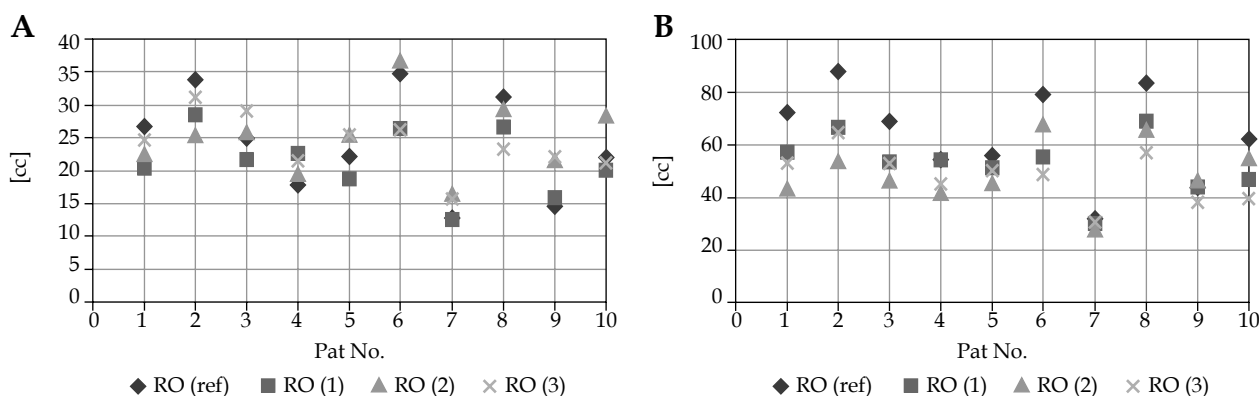 A
[cc]
40
35
30
25
20
15
10
5
0
0 1 2 3 4 5 6 7 8 9 10
Pat No.
RO (ref) RO (1) RO (2) RO (3)
B
[cc]
100
80
60
40
20
0
0 1 2 3 4 5 6 7 8 9 10
Pat No.
RO (ref) RO (1) RO (2) RO (3)